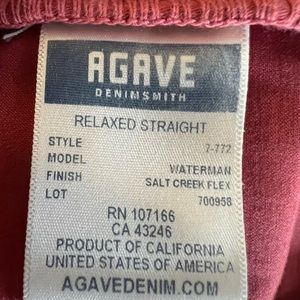 AGAVE
DENIMSMITH
RELAXED STRAIGHT
STYLE 7-772
MODEL WATERMAN
FINISH SALT CREEK FLEX
LOT 700958
RN 107166
CA 43246
PRODUCT OF CALIFORNIA
UNITED STATES OF AMERICA
AGAVEDENIM.COM